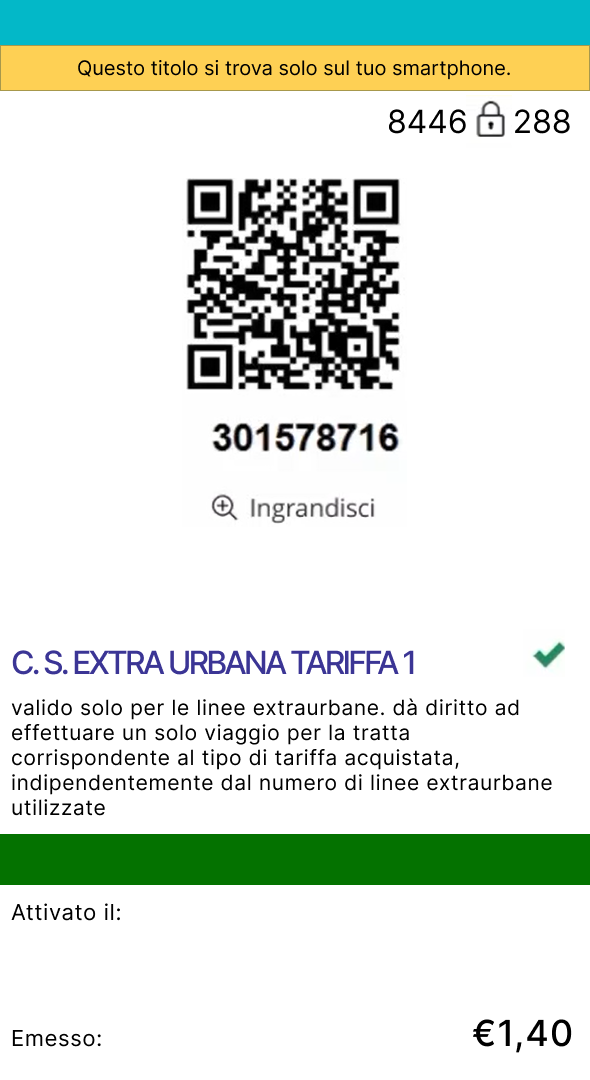 Questo titolo si trova solo sul tuo smartphone.
8446 288
301578716
Ingrandisci
C. S. EXTRA URBANA TARIFFA 1
valido solo per le linee extraurbane. dà diritto ad
effettuare un solo viaggio per la tratta
corrispondente al tipo di tariffa acquistata,
indipendentemente dal numero di linee extraurbane
utilizzate
Attivato il:
Emesso:
€1,40